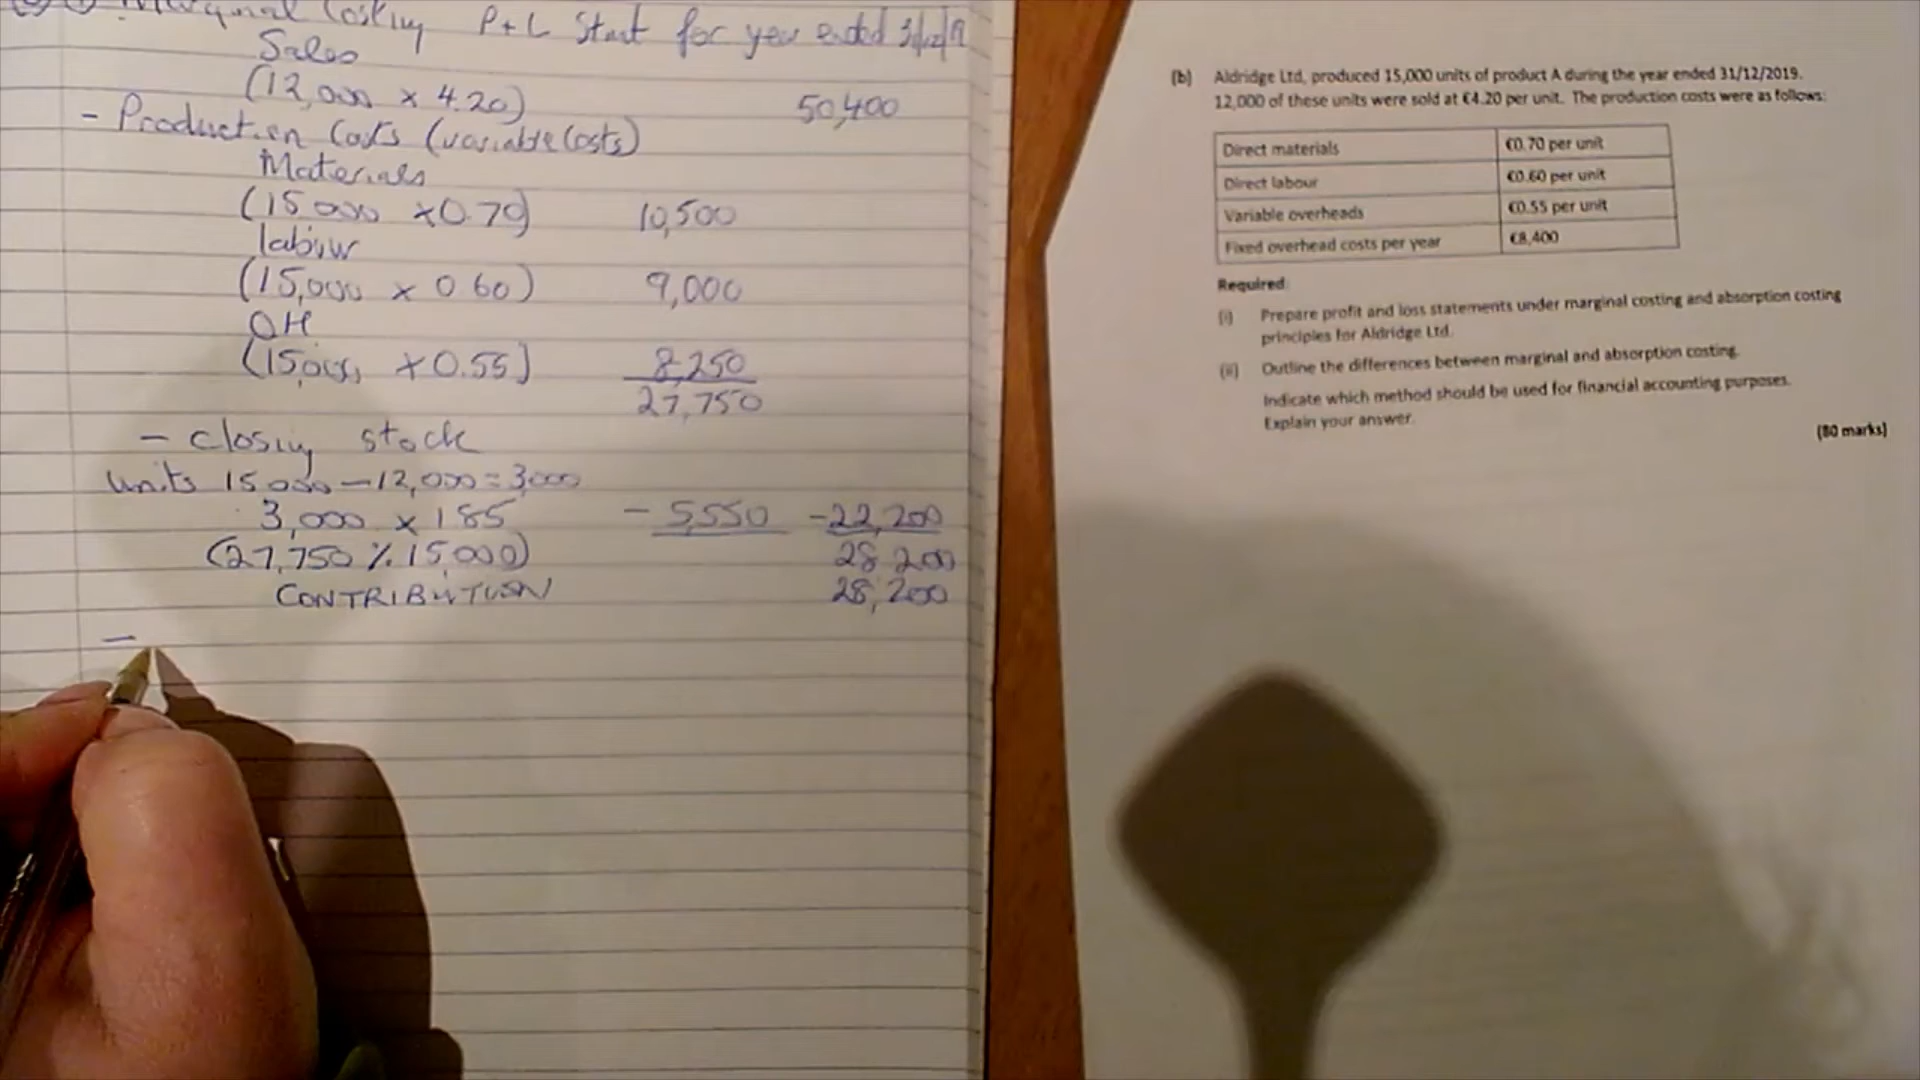 Marginal Costing P+L Stmt for year ended 31/12/19
Sales
(12,000 x 4.20) 50,400
- Production Costs (variable Costs)
Materials
(15000 x0.70) 10,500
labour
(15,000 x 0.60) 9,000
OH
(15,000 x0.55) 8,250
27,750
- Closing stock
units 15000 - 12,000 = 3,000
3,000 x 1.85 - 5,550 -22,200
(27,750 % 15,000) 28 200
CONTRIBUTION 28,200
-
(b) Aldridge Ltd, produced 15,000 units of product A during the year ended 31/12/2019.
12,000 of these units were sold at €4.20 per unit. The production costs were as follows:
Direct materials €0.70 per unit
Direct labour €0.60 per unit
Variable overheads €0.55 per unit
Fixed overhead costs per year €8,400
Required:
(i) Prepare profit and loss statements under marginal costing and absorption costing
principles for Aldridge Ltd.
(ii) Outline the differences between marginal and absorption costing.
Indicate which method should be used for financial accounting purposes.
Explain your answer.
(80 marks)